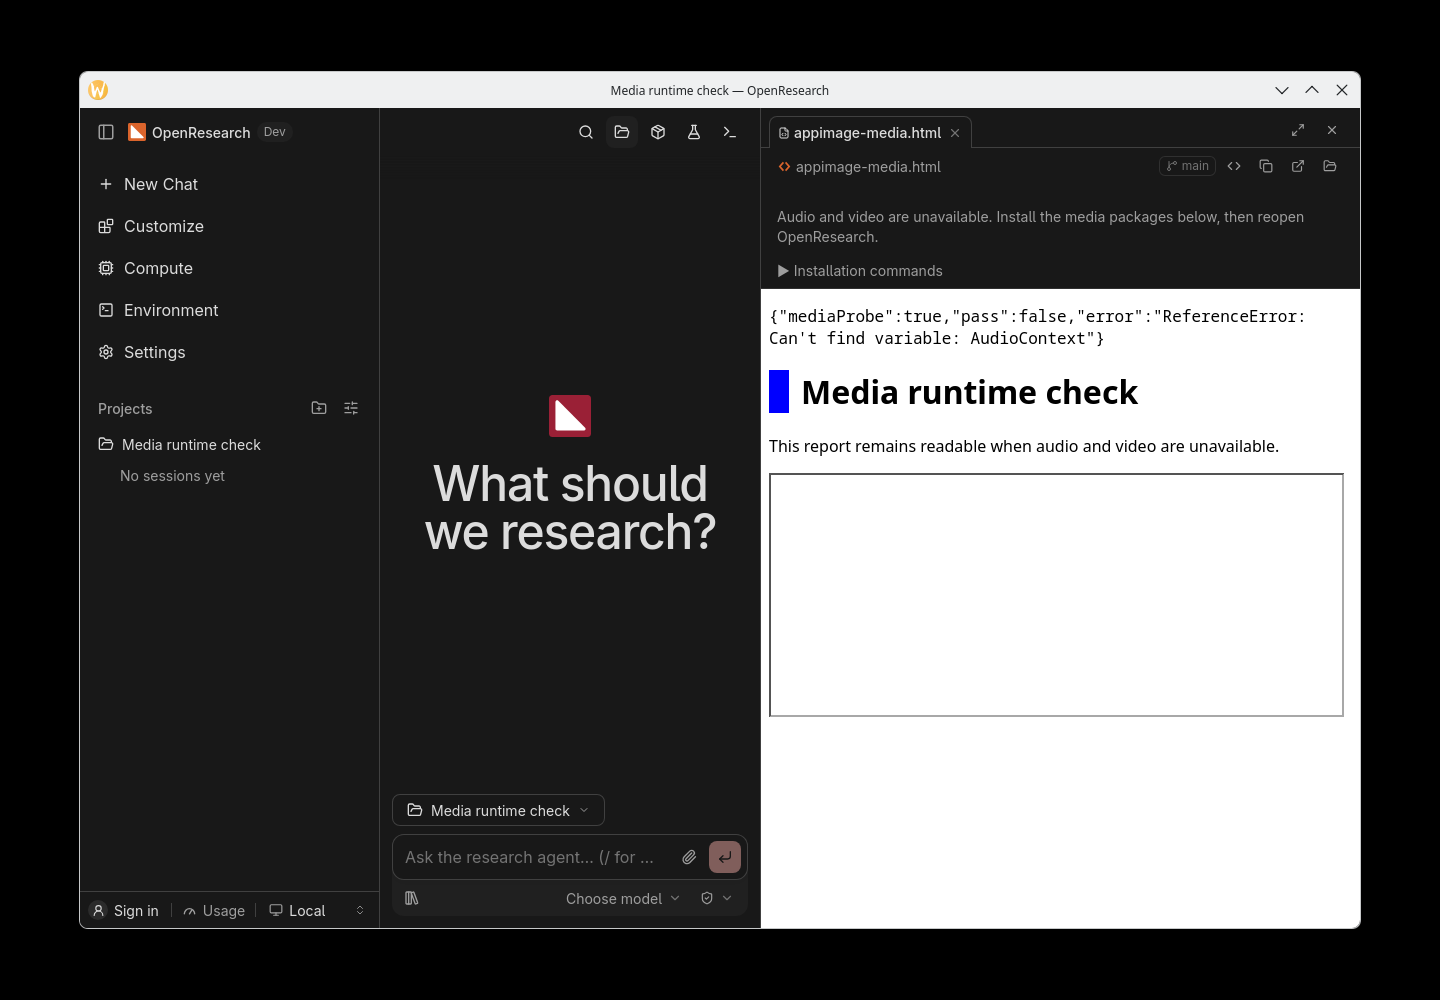 Media runtime check — OpenResearch
OpenResearch Dev
New Chat
Customize
Compute
Environment
Settings
Projects
Media runtime check
No sessions yet
Sign in
Usage
Local
What should
we research?
Media runtime check
Ask the research agent... (/ for ...
Choose model
appimage-media.html
appimage-media.html
main
Audio and video are unavailable. Install the media packages below, then reopen
OpenResearch.
▶ Installation commands
{"mediaProbe":true,"pass":false,"error":"ReferenceError:
Can't find variable: AudioContext"}
Media runtime check
This report remains readable when audio and video are unavailable.